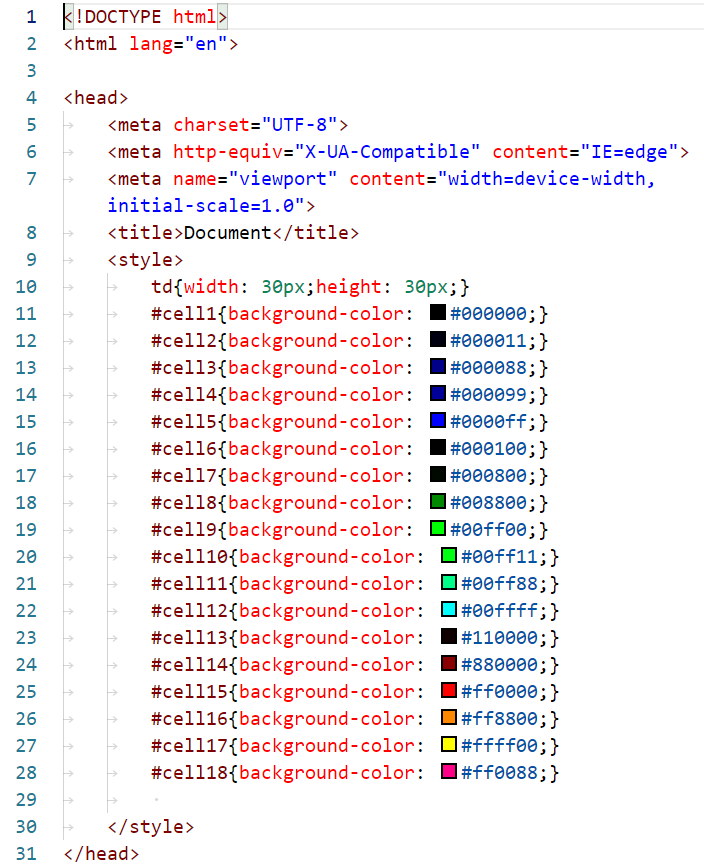 1 <!DOCTYPE html>
2 <html lang="en">
3
4 <head>
5 <meta charset="UTF-8">
6 <meta http-equiv="X-UA-Compatible" content="IE=edge">
7 <meta name="viewport" content="width=device-width,
initial-scale=1.0">
8 <title>Document</title>
9 <style>
10 td{width: 30px;height: 30px;}
11 #cell1{background-color: #000000;}
12 #cell2{background-color: #000011;}
13 #cell3{background-color: #000088;}
14 #cell4{background-color: #000099;}
15 #cell5{background-color: #0000ff;}
16 #cell6{background-color: #000100;}
17 #cell7{background-color: #000800;}
18 #cell8{background-color: #008800;}
19 #cell9{background-color: #00ff00;}
20 #cell10{background-color: #00ff11;}
21 #cell11{background-color: #00ff88;}
22 #cell12{background-color: #00ffff;}
23 #cell13{background-color: #110000;}
24 #cell14{background-color: #880000;}
25 #cell15{background-color: #ff0000;}
26 #cell16{background-color: #ff8800;}
27 #cell17{background-color: #ffff00;}
28 #cell18{background-color: #ff0088;}
29
30 </style>
31 </head>